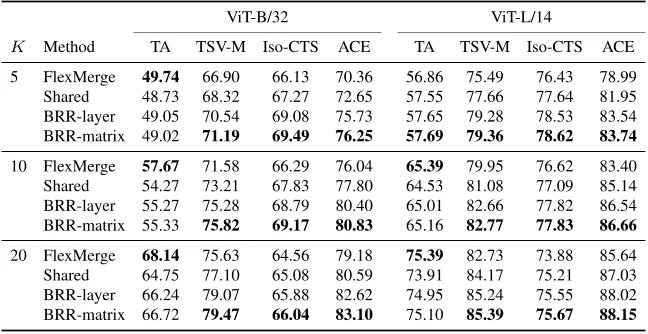 ViT-B/32 ViT-L/14
K Method TA TSV-M Iso-CTS ACE TA TSV-M Iso-CTS ACE
5 FlexMerge 49.74 66.90 66.13 70.36 56.86 75.49 76.43 78.99
Shared 48.73 68.32 67.27 72.65 57.55 77.66 77.64 81.95
BRR-layer 49.05 70.54 69.08 75.73 57.65 79.28 78.53 83.54
BRR-matrix 49.02 71.19 69.49 76.25 57.69 79.36 78.62 83.74
10 FlexMerge 57.67 71.58 66.29 76.04 65.39 79.95 76.62 83.40
Shared 54.27 73.21 67.83 77.80 64.53 81.08 77.09 85.14
BRR-layer 55.27 75.28 68.79 80.40 65.01 82.66 77.82 86.54
BRR-matrix 55.33 75.82 69.17 80.83 65.16 82.77 77.83 86.66
20 FlexMerge 68.14 75.63 64.56 79.18 75.39 82.73 73.88 85.64
Shared 64.75 77.10 65.08 80.59 73.91 84.17 75.21 87.03
BRR-layer 66.24 79.07 65.88 82.62 74.95 85.24 75.55 88.02
BRR-matrix 66.72 79.47 66.04 83.10 75.10 85.39 75.67 88.15